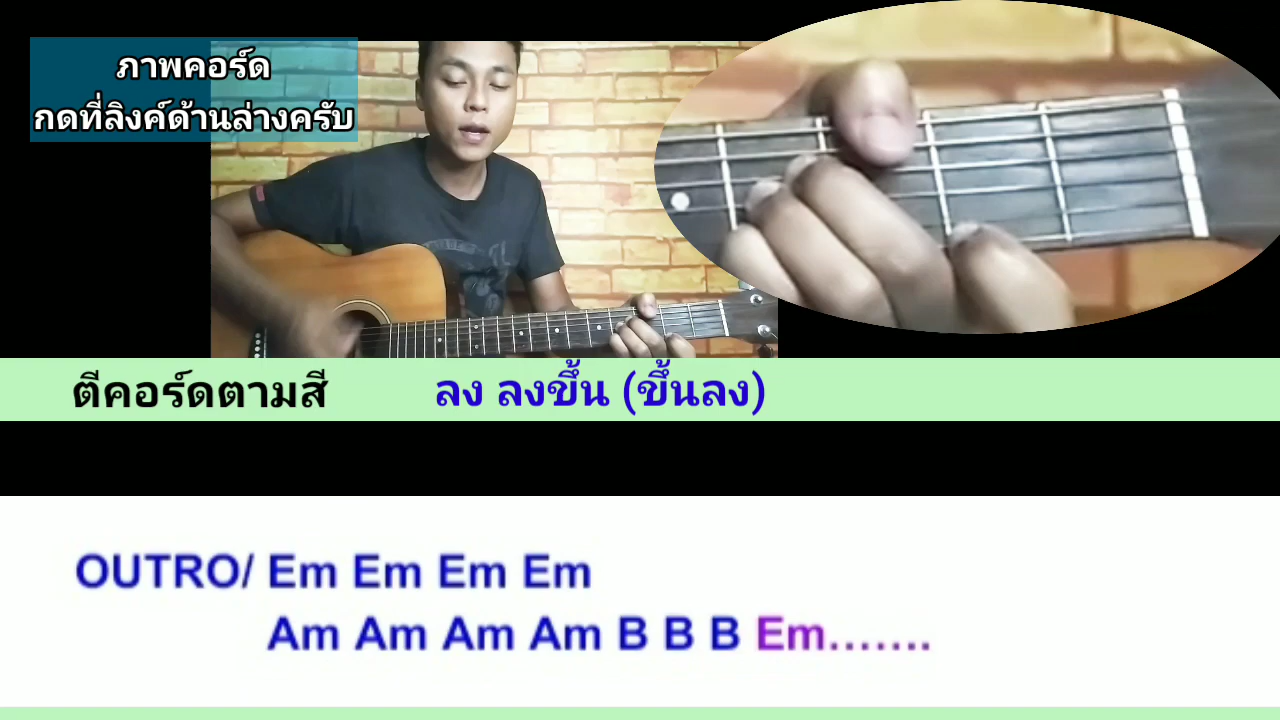 ภาพคอร์ด
กดที่ลิงค์ด้านล่างครับ
ตีคอร์ดตามสี ลง ลงขึ้น (ขึ้นลง)
OUTRO/ Em Em Em Em
Am Am Am Am B B B Em.......